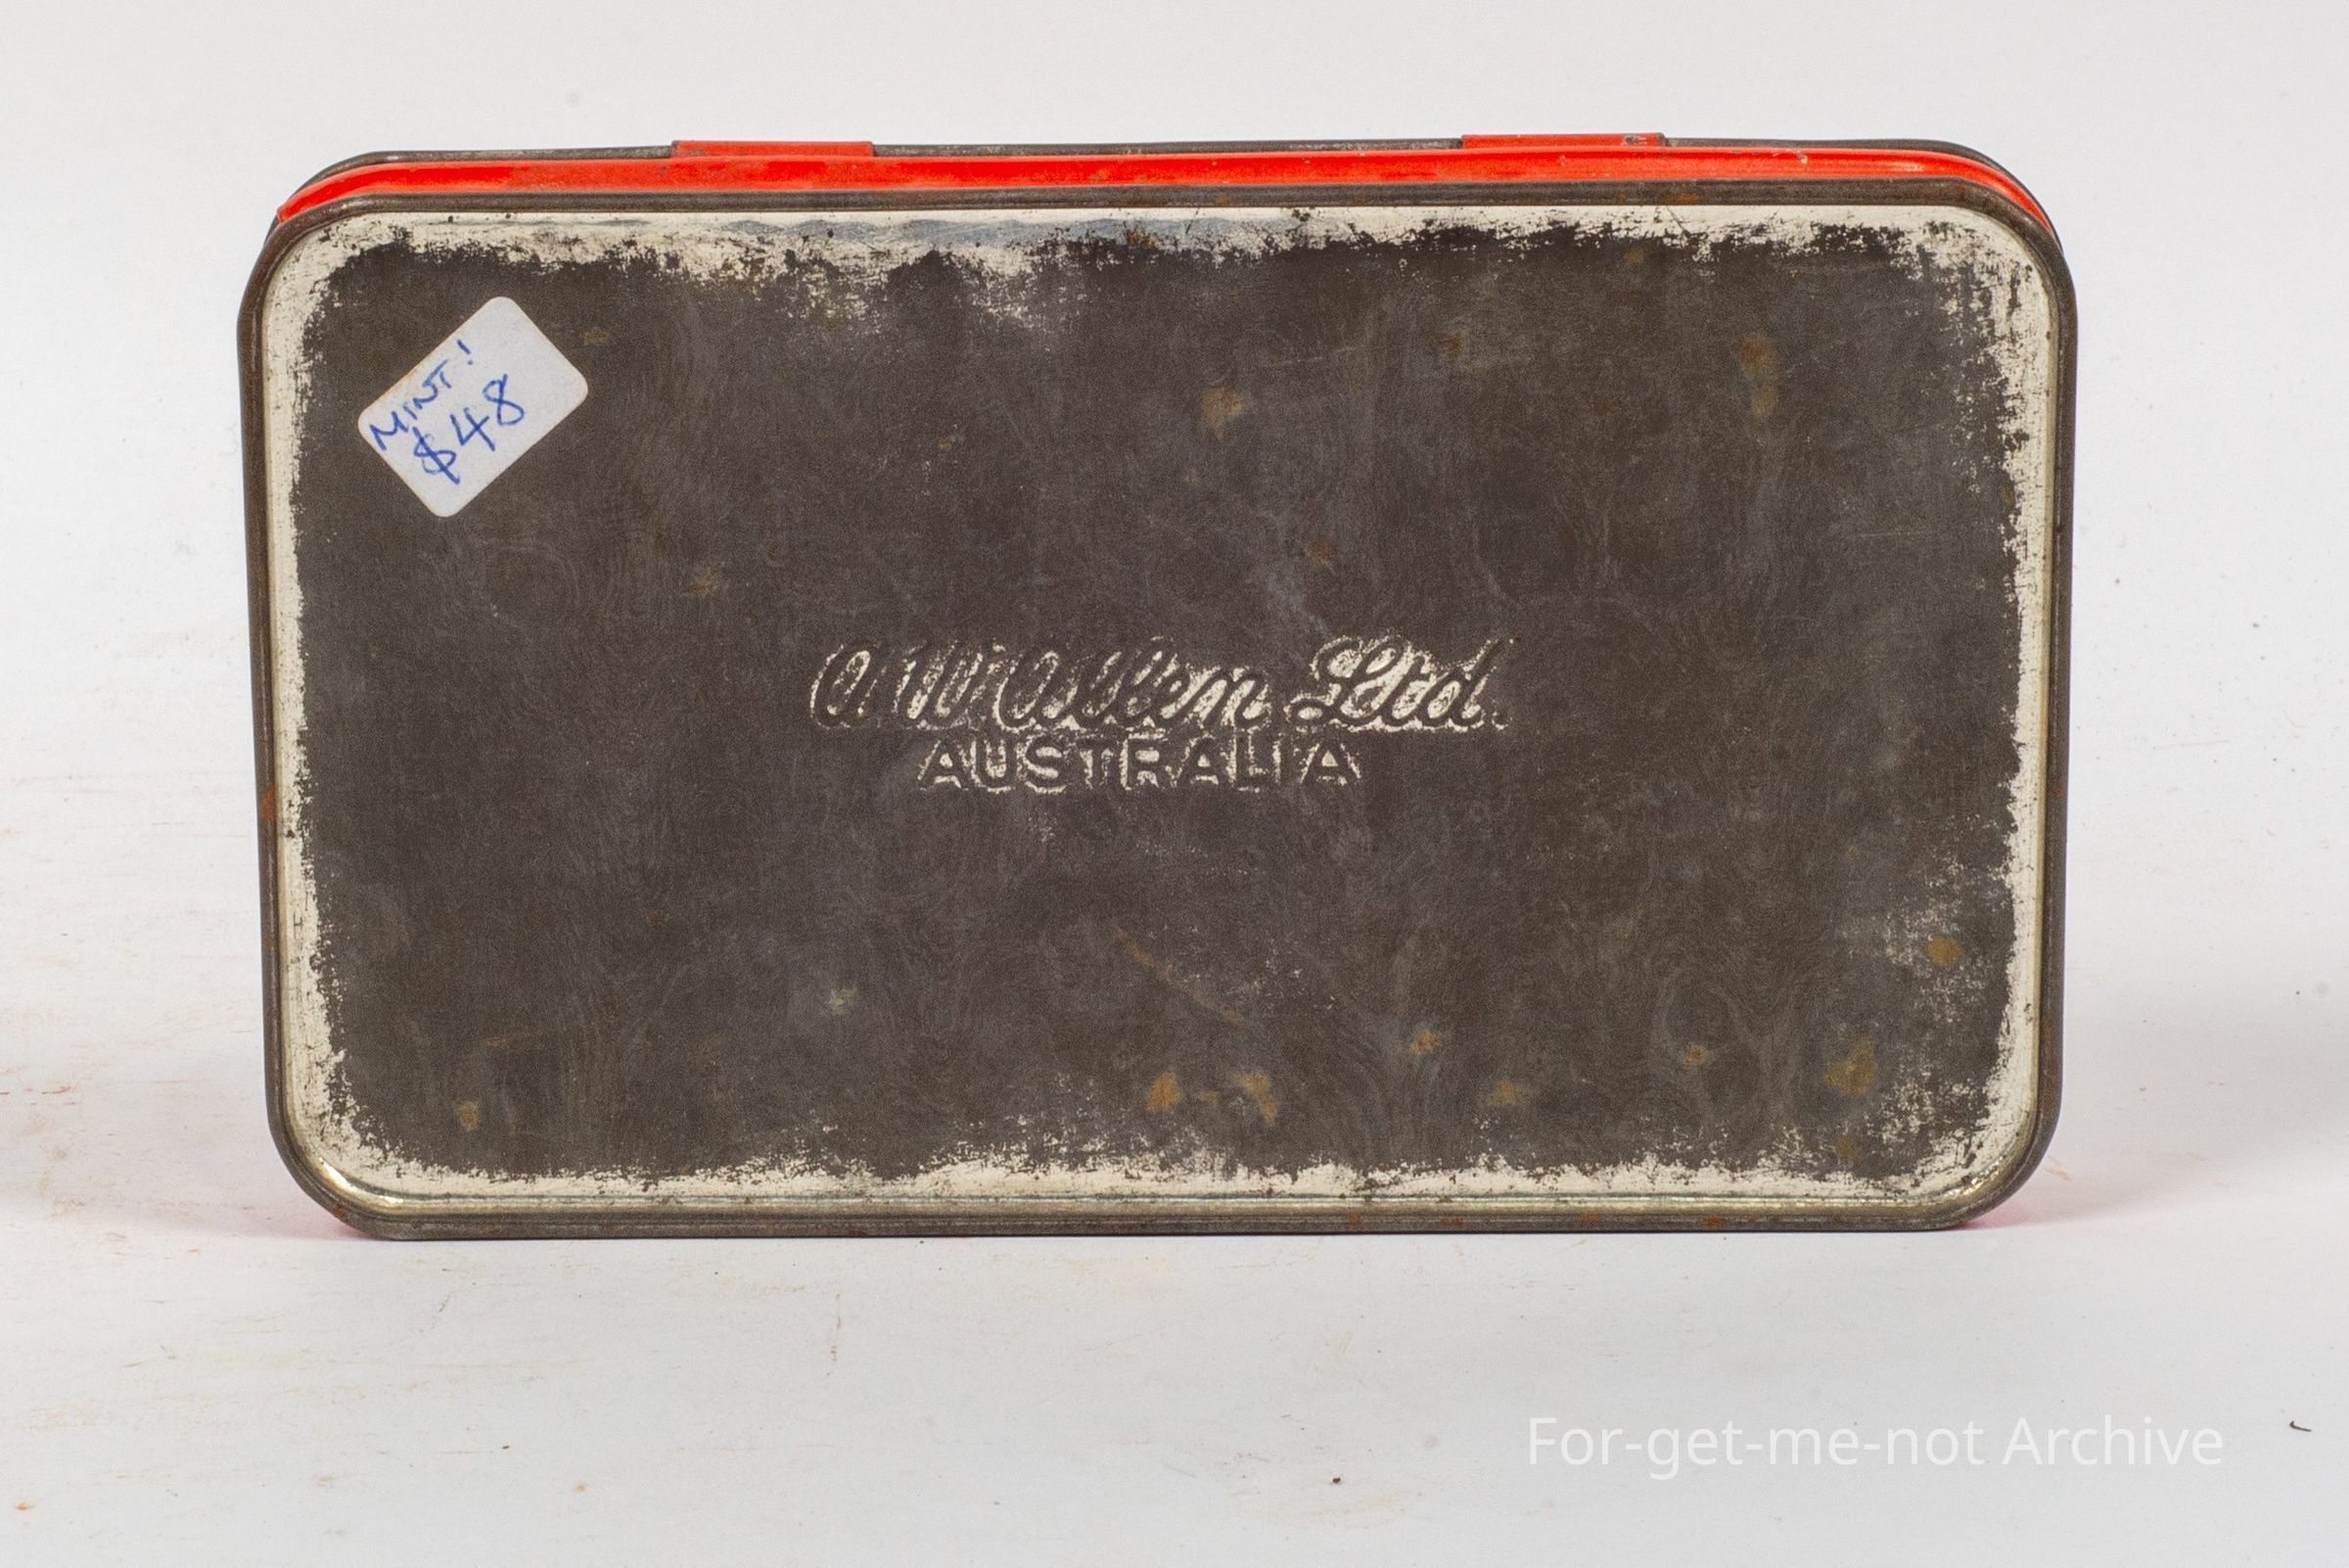 MINT!
$48
A W Allen Ltd.
AUSTRALIA
For-get-me-not Archive